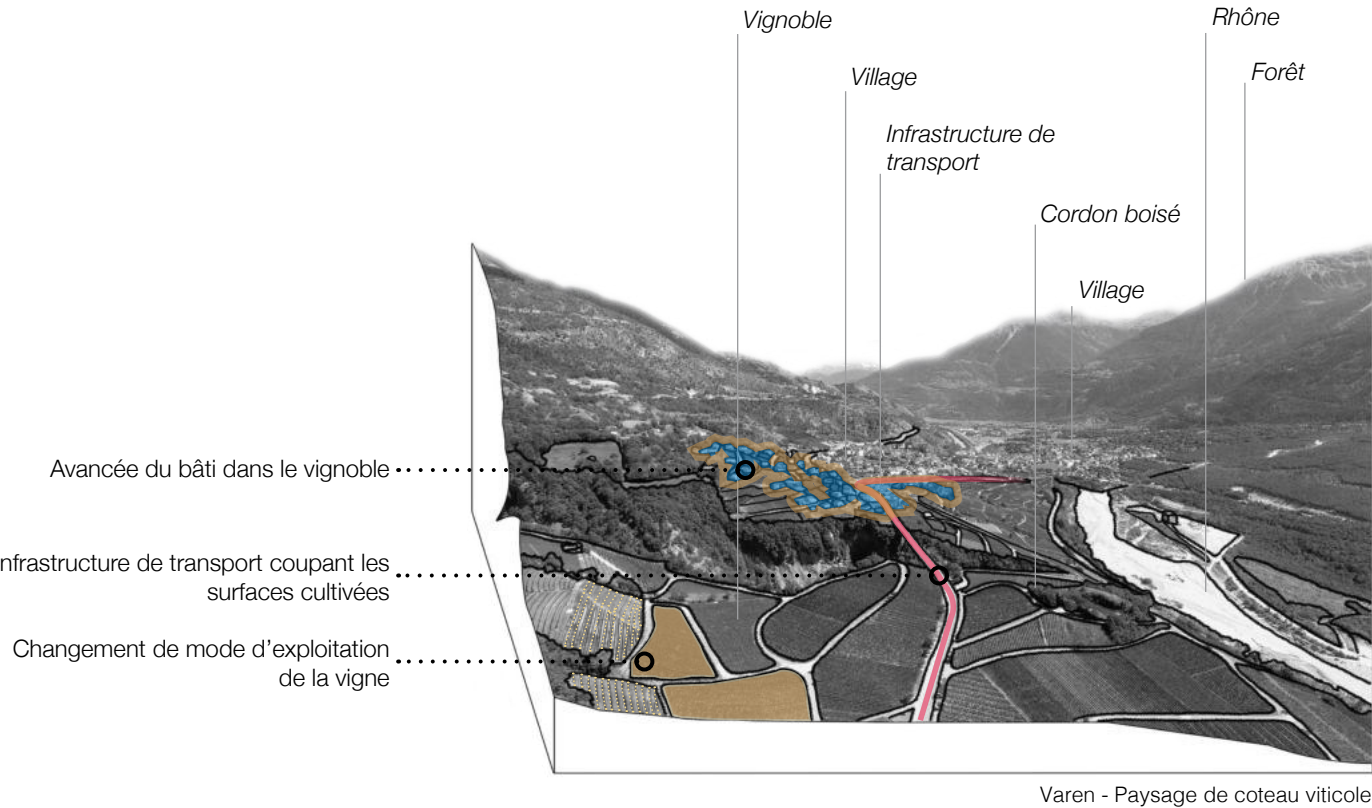 Vignoble
Rhône
Village
Forêt
Infrastructure de
transport
Cordon boisé
Village
Avancée du bâti dans le vignoble
nfrastructure de transport coupant les
surfaces cultivées
Changement de mode d'exploitation
de la vigne
Varen - Paysage de coteau viticole